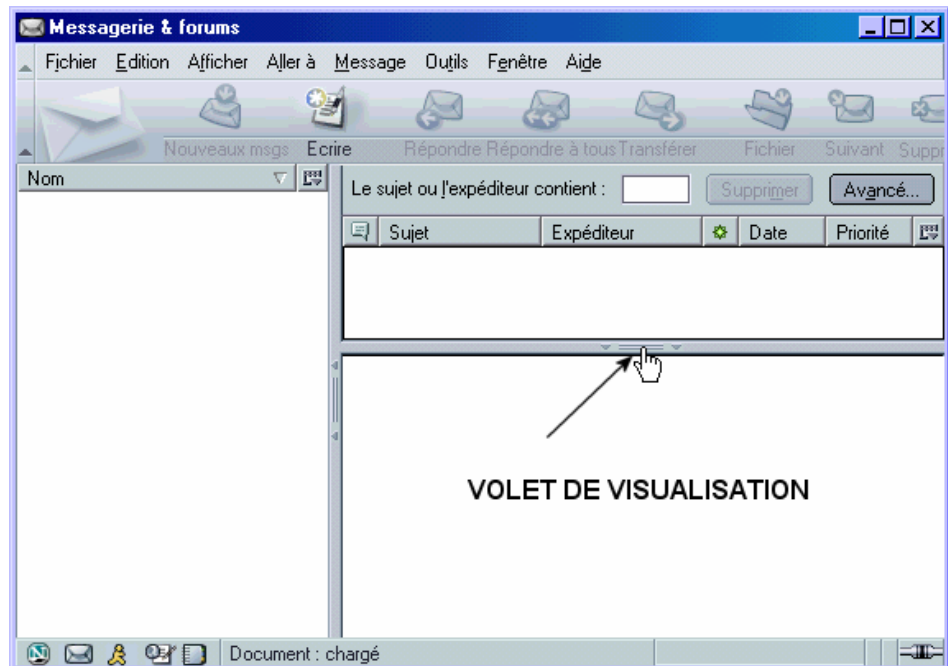 Messagerie & forums
Fichier Edition Afficher Aller à Message Outils Fenêtre Aide
Nouveaux msgs Ecrire Répondre Répondre à tous Transférer Fichier Suivant Suppr
Nom
Le sujet ou l'expéditeur contient : Supprimer Avancé...
Sujet Expéditeur Date Priorité
VOLET DE VISUALISATION
Document : chargé